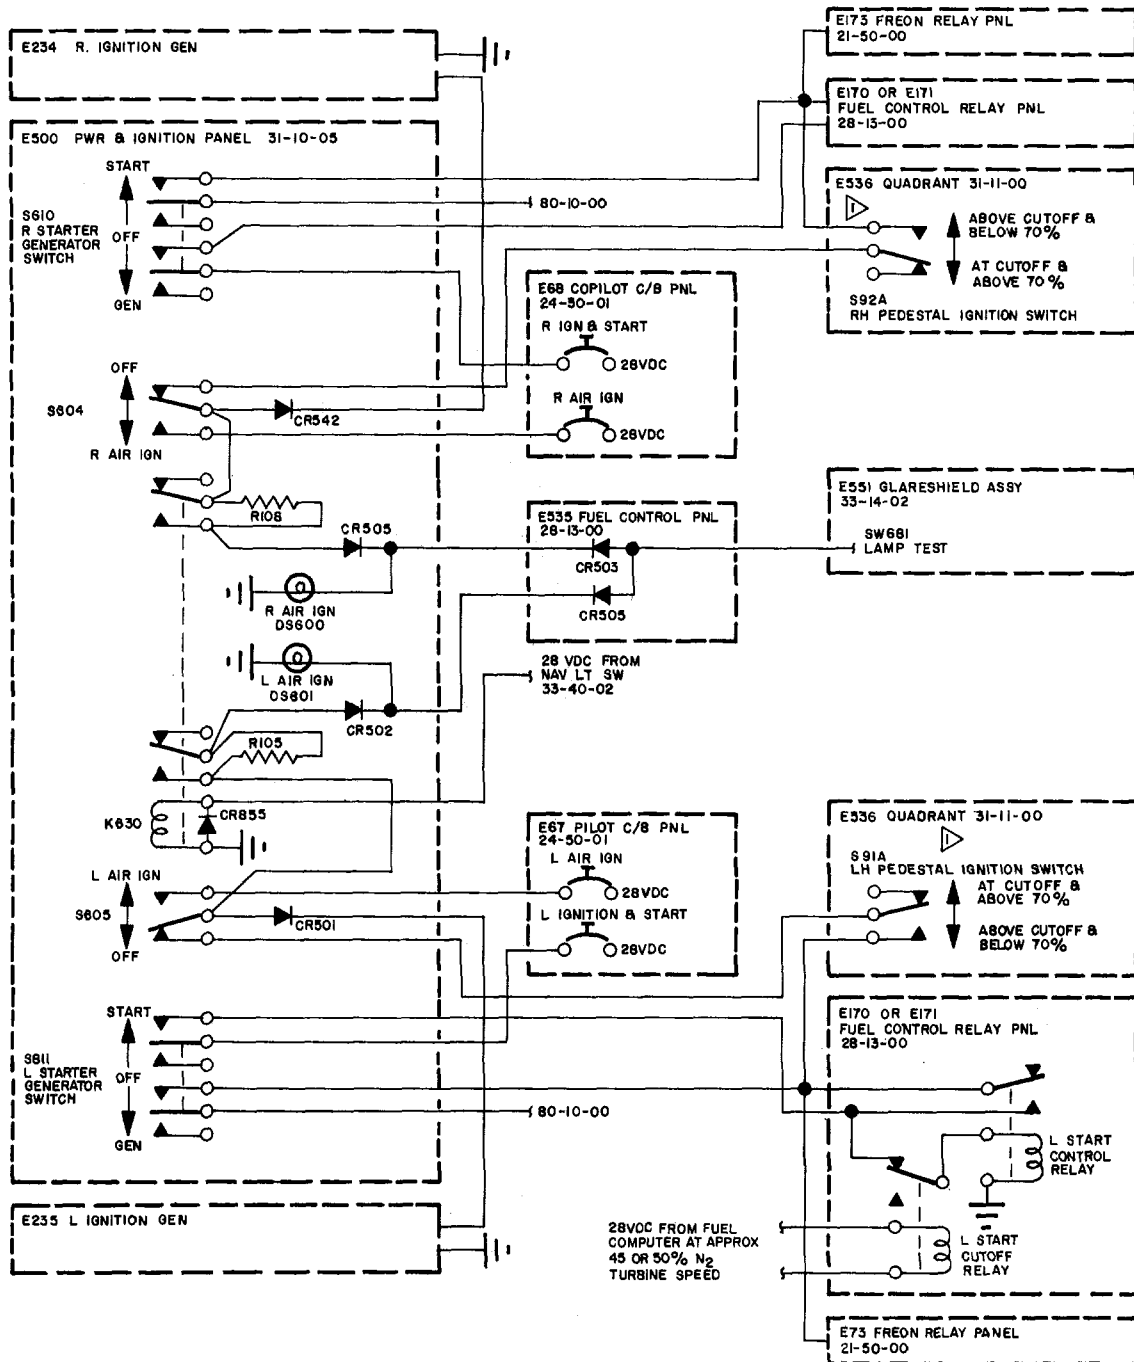 E234 R. IGNITION GEN
E173 FREON RELAY PNL
21-50-00
E170 OR E171
FUEL CONTROL RELAY PNL
28-13-00
E500 PWR & IGNITION PANEL 31-10-05
START
S610
R STARTER
GENERATOR
SWITCH
OFF
GEN
80-10-00
E536 QUADRANT 31-11-00
1
ABOVE CUTOFF &
BELOW 70%
AT CUTOFF &
ABOVE 70%
S92A
RH PEDESTAL IGNITION SWITCH
E68 COPILOT C/B PNL
24-50-01
R IGN & START
28VDC
R AIR IGN
28VDC
OFF
S604
R AIR IGN
CR542
R108
CR505
E535 FUEL CONTROL PNL
28-13-00
CR503
CR505
E551 GLARESHIELD ASSY
33-14-02
SW681
LAMP TEST
R AIR IGN
DS600
L AIR IGN
DS601
28 VDC FROM
NAV LT SW
33-40-02
CR502
R105
K630
CR855
L AIR IGN
S605
OFF
CR501
E67 PILOT C/B PNL
24-50-01
L AIR IGN
28VDC
L IGNITION & START
28VDC
E536 QUADRANT 31-11-00
1
S91A
LH PEDESTAL IGNITION SWITCH
AT CUTOFF &
ABOVE 70%
ABOVE CUTOFF &
BELOW 70%
START
S611
L STARTER
GENERATOR
SWITCH
OFF
GEN
80-10-00
E170 OR E171
FUEL CONTROL RELAY PNL
28-13-00
L START
CONTROL
RELAY
L START
CUTOFF
RELAY
E235 L IGNITION GEN
28VDC FROM FUEL
COMPUTER AT APPROX
45 OR 50% N2
TURBINE SPEED
E73 FREON RELAY PANEL
21-50-00